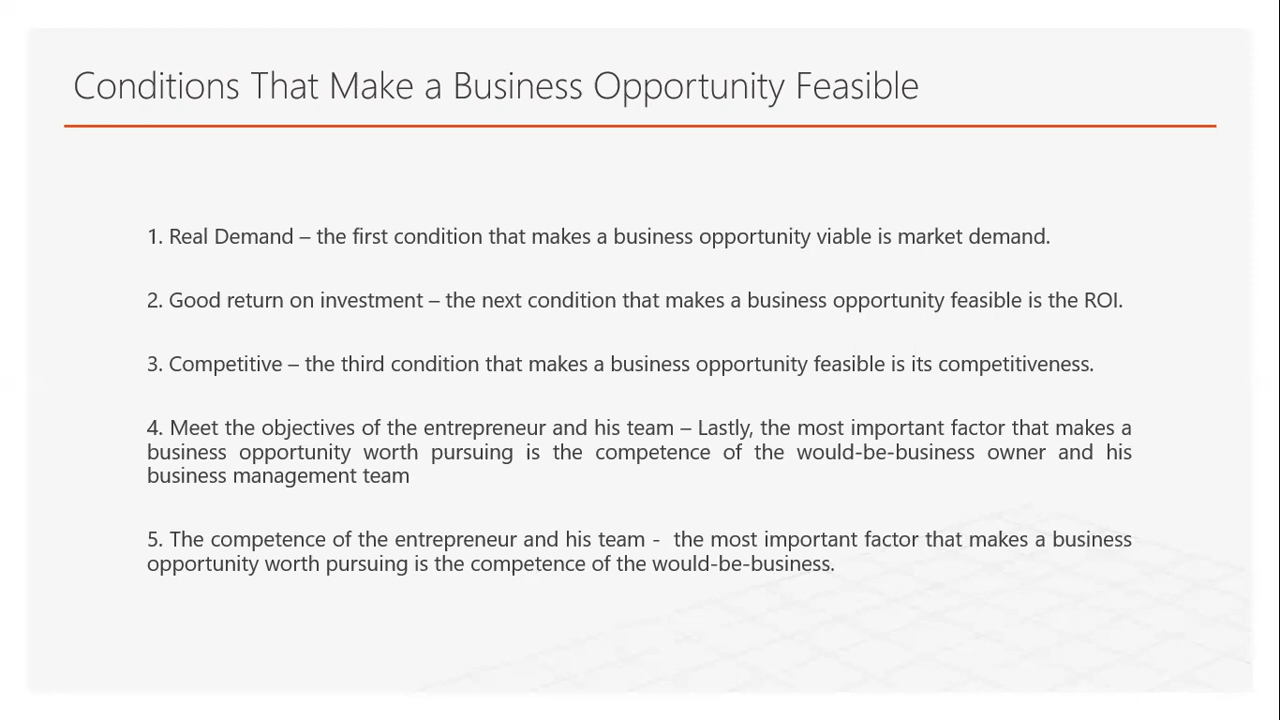 Conditions That Make a Business Opportunity Feasible
1. Real Demand – the first condition that makes a business opportunity viable is market demand.
2. Good return on investment – the next condition that makes a business opportunity feasible is the ROI.
3. Competitive – the third condition that makes a business opportunity feasible is its competitiveness.
4. Meet the objectives of the entrepreneur and his team – Lastly, the most important factor that makes a
business opportunity worth pursuing is the competence of the would-be-business owner and his
business management team
5. The competence of the entrepreneur and his team -  the most important factor that makes a business
opportunity worth pursuing is the competence of the would-be-business.